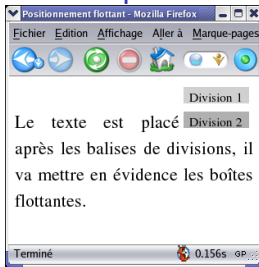 Positionnement flottant - Mozilla Firefox
Fichier Edition Affichage Aller à Marque-pages
Division 1
Le texte est placé Division 2
après les balises de divisions, il
va mettre en évidence les boîtes
flottantes.
Terminé 0.156s GP